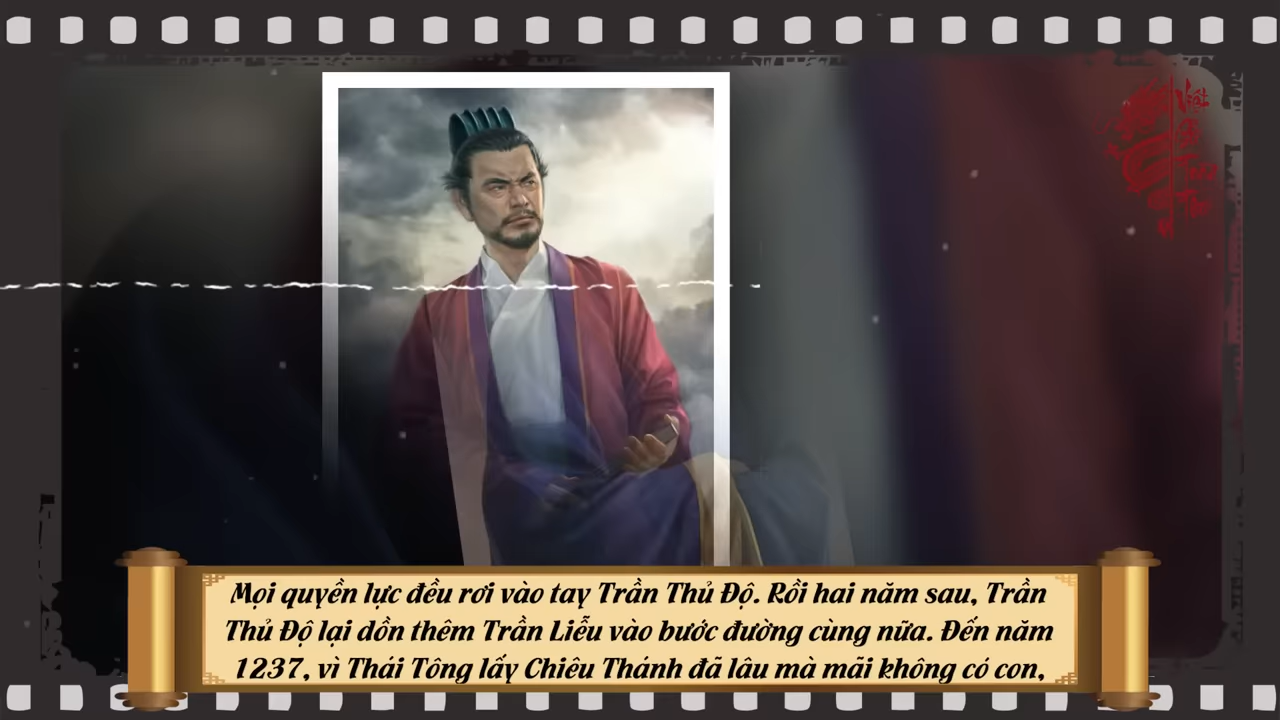 Việt
Mọi quyền lực đều rơi vào tay Trần Thủ Độ. Rồi hai năm sau, Trần
Thủ Độ lại dồn thêm Trần Liễu vào bước đường cùng nữa. Đến năm
1237, vì Thái Tông lấy Chiêu Thánh đã lâu mà mãi không có con,